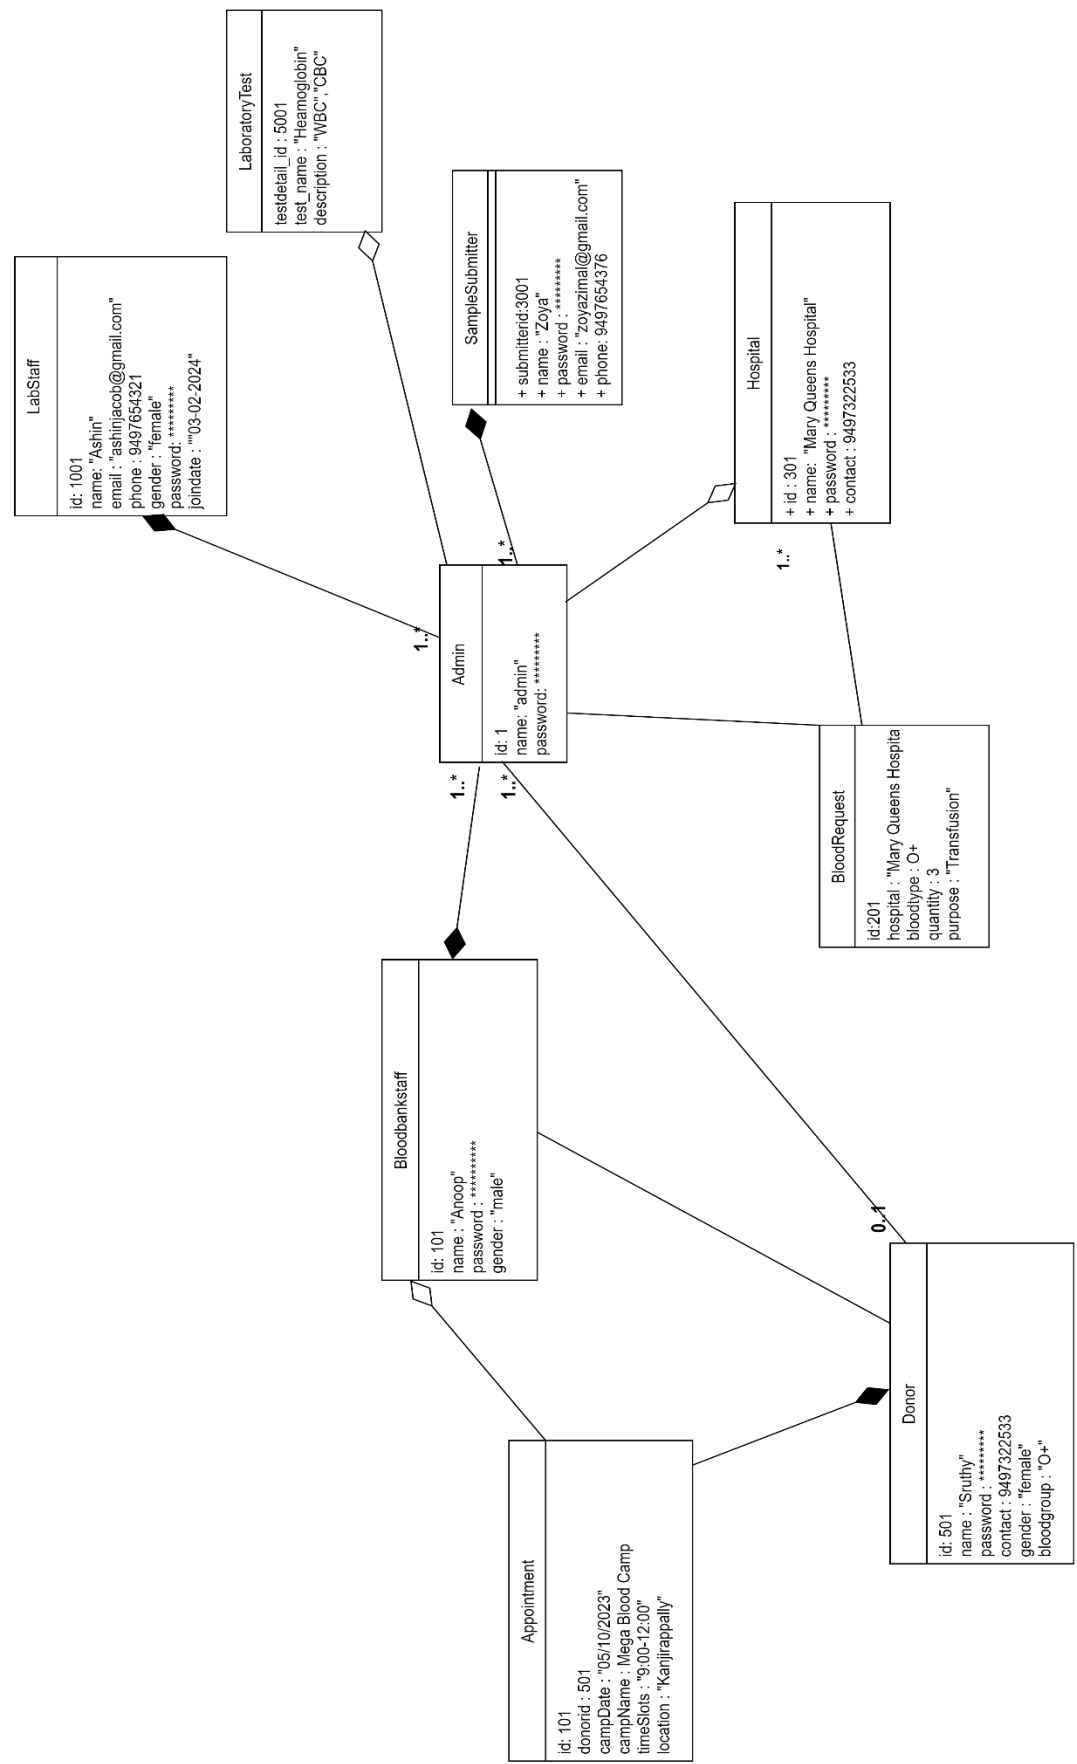 LabStaff
id: 1001
name: "Ashin"
email : "ashinjacob@gmail.com"
phone : 9497654321
gender : "female"
password: *********
joindate : ""03-02-2024"
LaboratoryTest
testdetail_id : 5001
test_name : "Heamoglobin"
description : "WBC","CBC"
SampleSubmitter
+ submitterid:3001
+ name : "Zoya"
+ password : *********
+ email : "zoyazimal@gmail.com"
+ phone: 9497654376
Hospital
+ id : 301
+ name: "Mary Queens Hospital"
+ password : *********
+ contact : 9497322533
1..*
1..*
1..*
Admin
id: 1
name: "admin"
password: *********
1..*
1..*
BloodRequest
id:201
hospital : "Mary Queens Hospita
bloodtype : O+
quantity : 3
purpose : "Transfusion"
Bloodbankstaff
id: 101
name : "Anoop"
password : **********
gender : "male"
0..1
Appointment
id: 101
donorid : 501
campDate : "05/10/2023"
campName : Mega Blood Camp
timeSlots : "9:00-12:00"
location : "Kanjirappally"
Donor
id: 501
name : "Sruthy"
password : *********
contact : 9497322533
gender : "female"
bloodgroup : "O+"